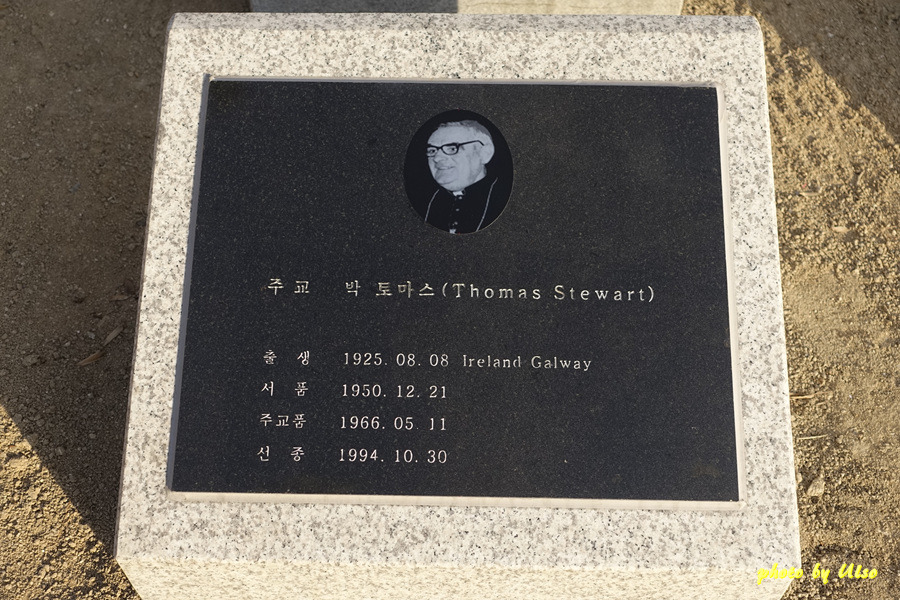 주교 박 토마스(Thomas Stewart)
출 생 1925. 08. 08 Ireland Galway
서 품 1950. 12. 21
주교품 1966. 05. 11
선 종 1994. 10. 30
photo by Ulso